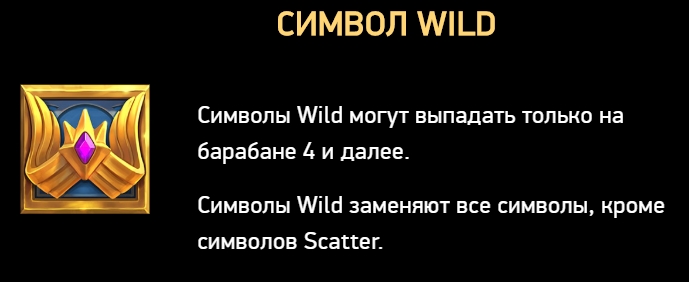 СИМВОЛ WILD
Символы Wild могут выпадать только на
барабане 4 и далее.
Символы Wild заменяют все символы, кроме
символов Scatter.